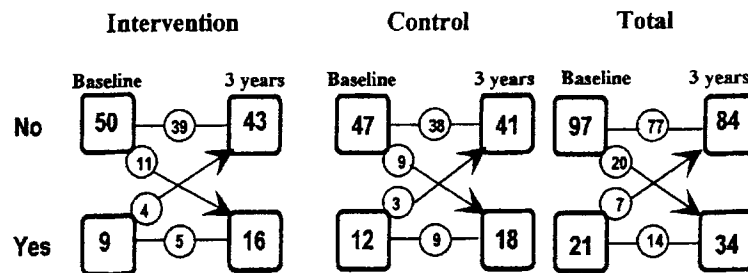 Intervention Control Total
Baseline 3 years Baseline 3 years Baseline 3 years
No 50 39 43 47 38 41 97 77 84
11 9 20
4 3 7
Yes 9 5 16 12 9 18 21 14 34